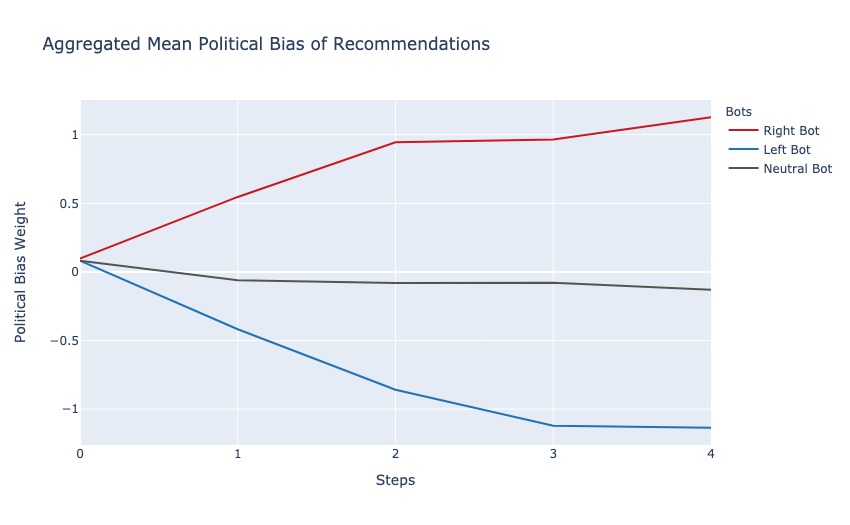 Aggregated Mean Political Bias of Recommendations
Bots
Right Bot
Left Bot
Neutral Bot
Political Bias Weight
1
0.5
0
−0.5
−1
0 1 2 3 4
Steps